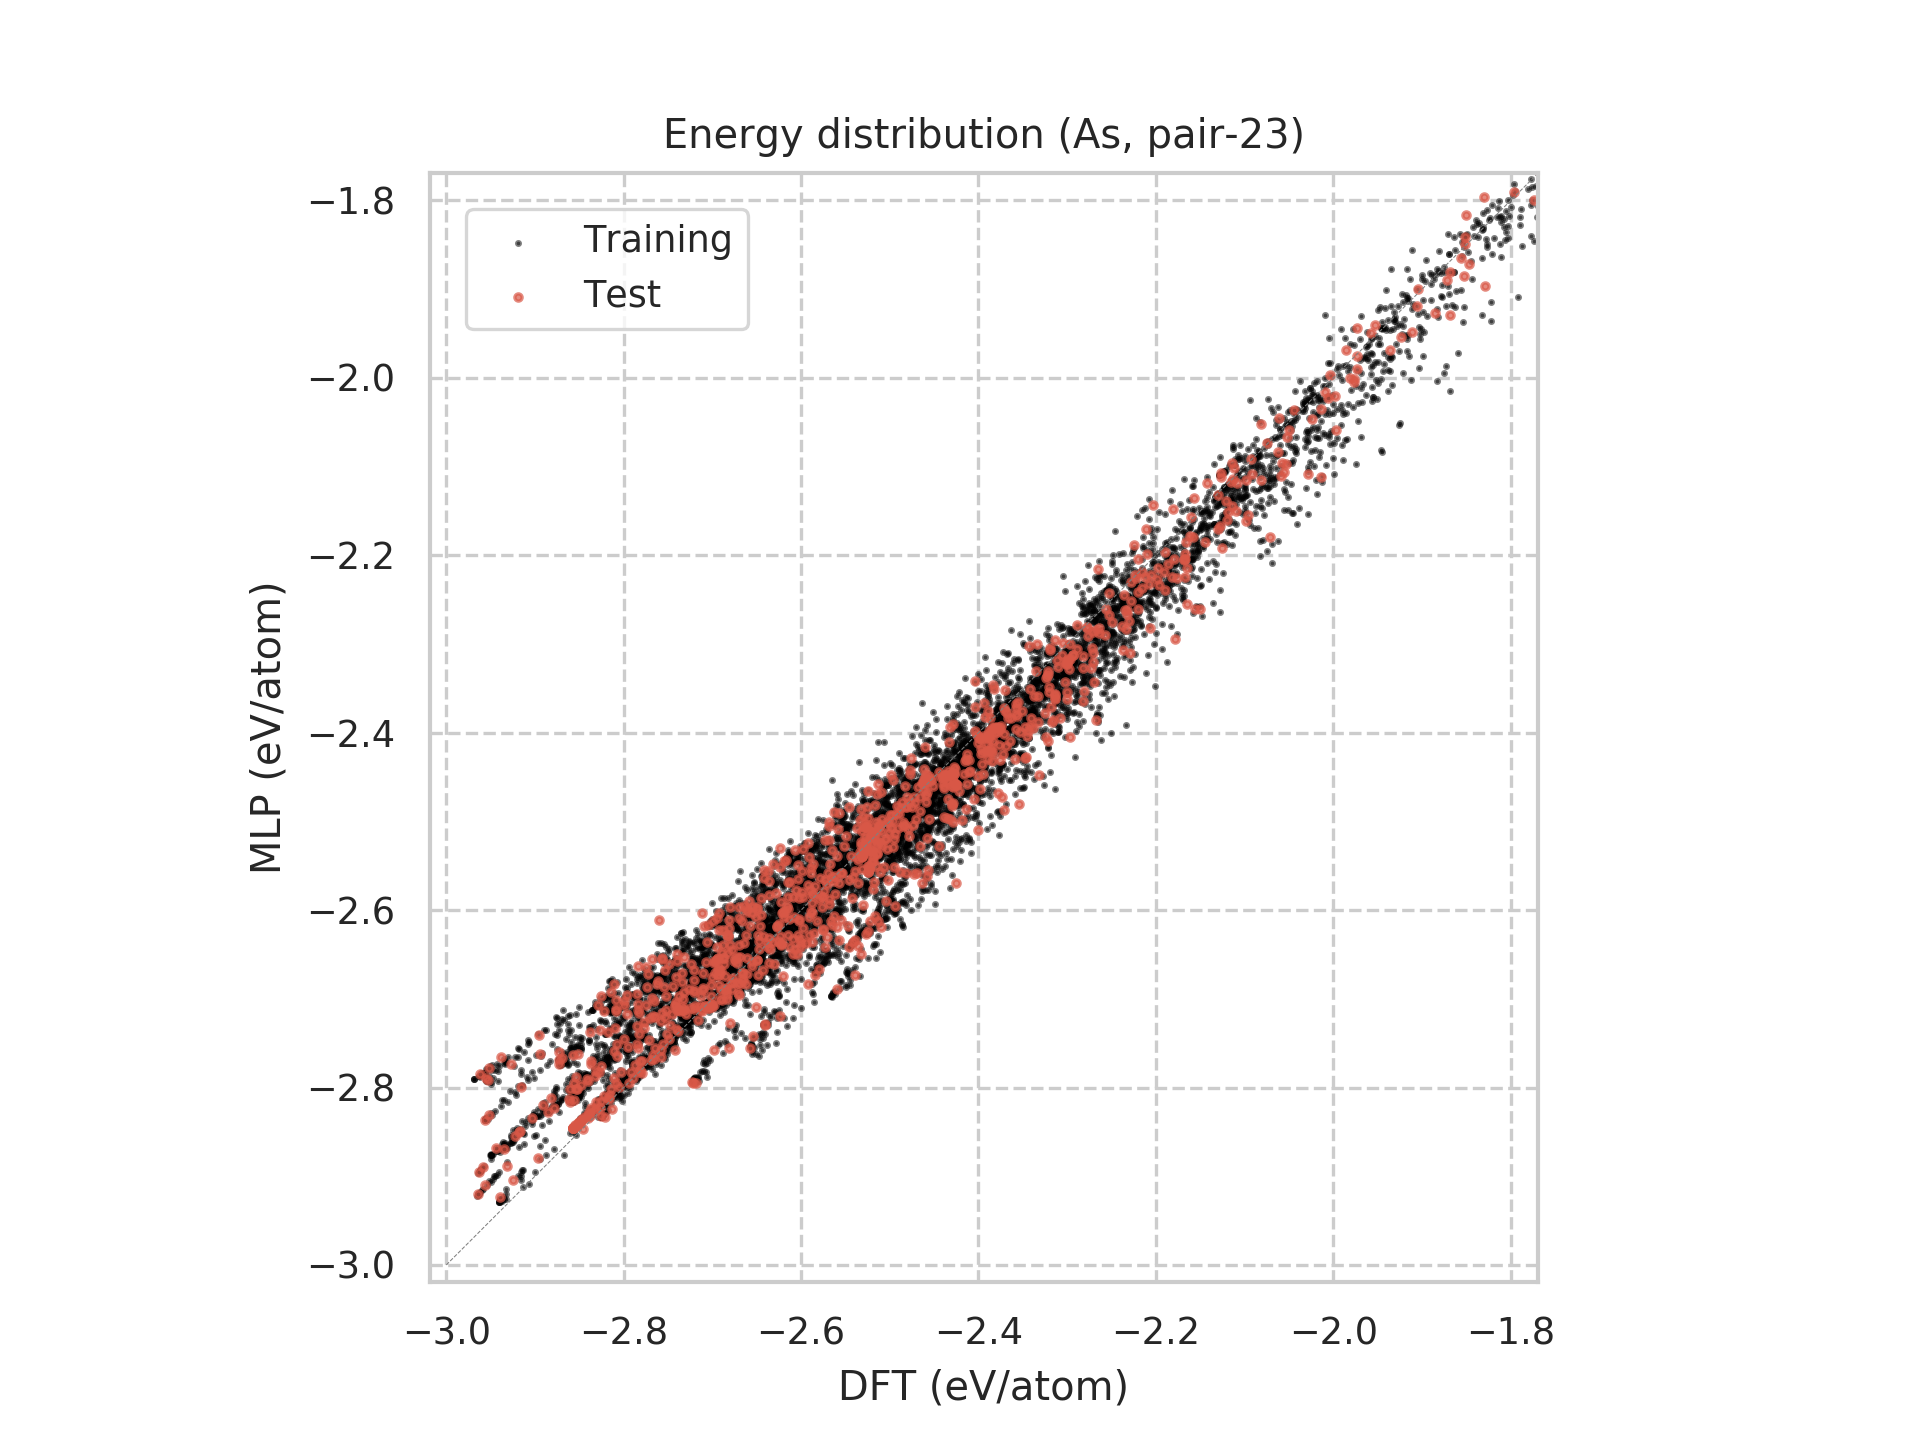 Energy distribution (As, pair-23)
Training
Test
−1.8
−2.0
−2.2
−2.4
−2.6
−2.8
−3.0
MLP (eV/atom)
−3.0 −2.8 −2.6 −2.4 −2.2 −2.0 −1.8
DFT (eV/atom)